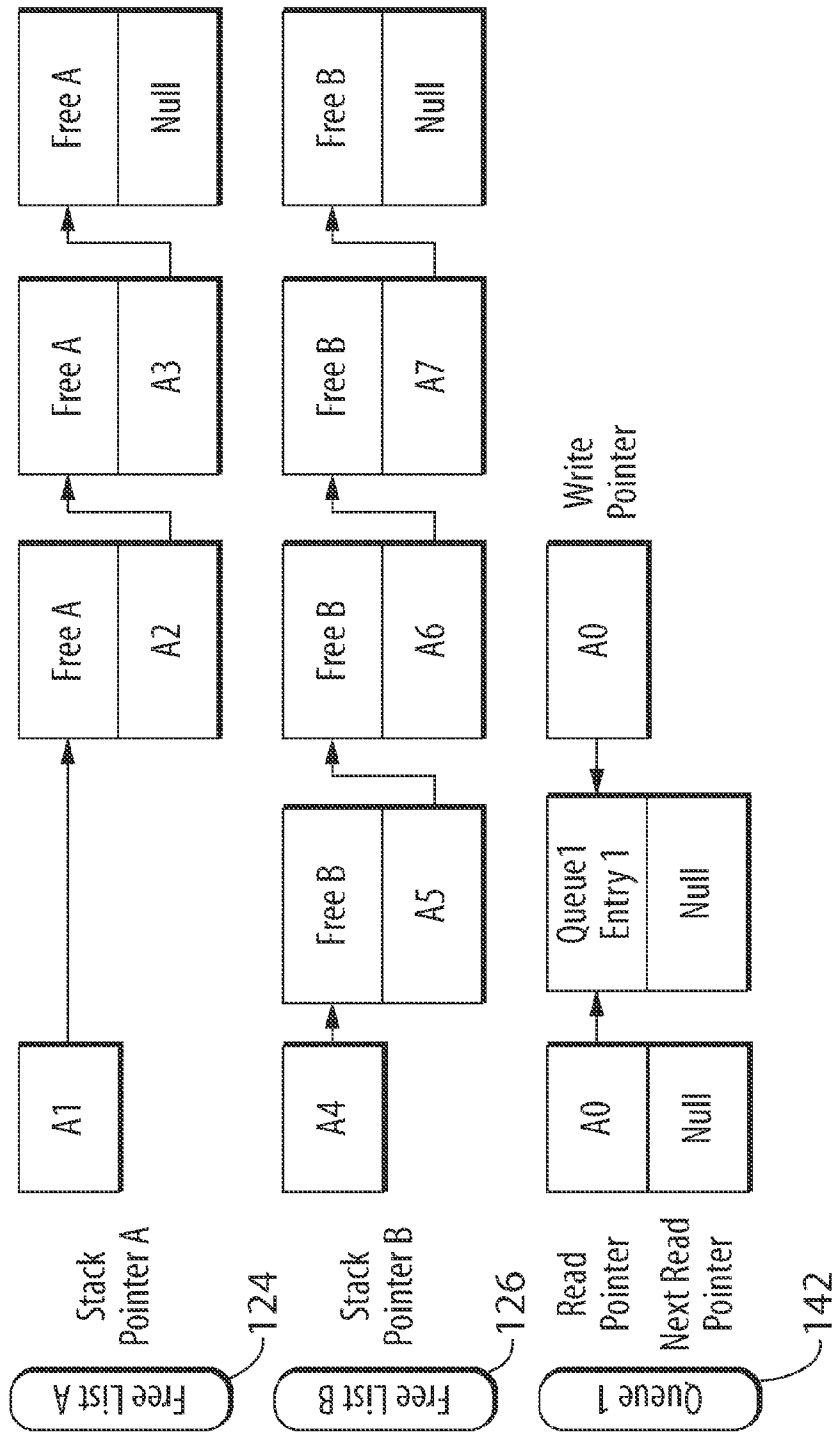 Free List A
124
Stack
Pointer A
A1
Free A
A2
Free A
A3
Free A
Null
Free List B
126
Stack
Pointer B
A4
Free B
A5
Free B
A6
Free B
A7
Free B
Null
Queue 1
142
Read
Pointer
Next Read
Pointer
A0
Null
Queue1
Entry 1
Null
A0
Write
Pointer